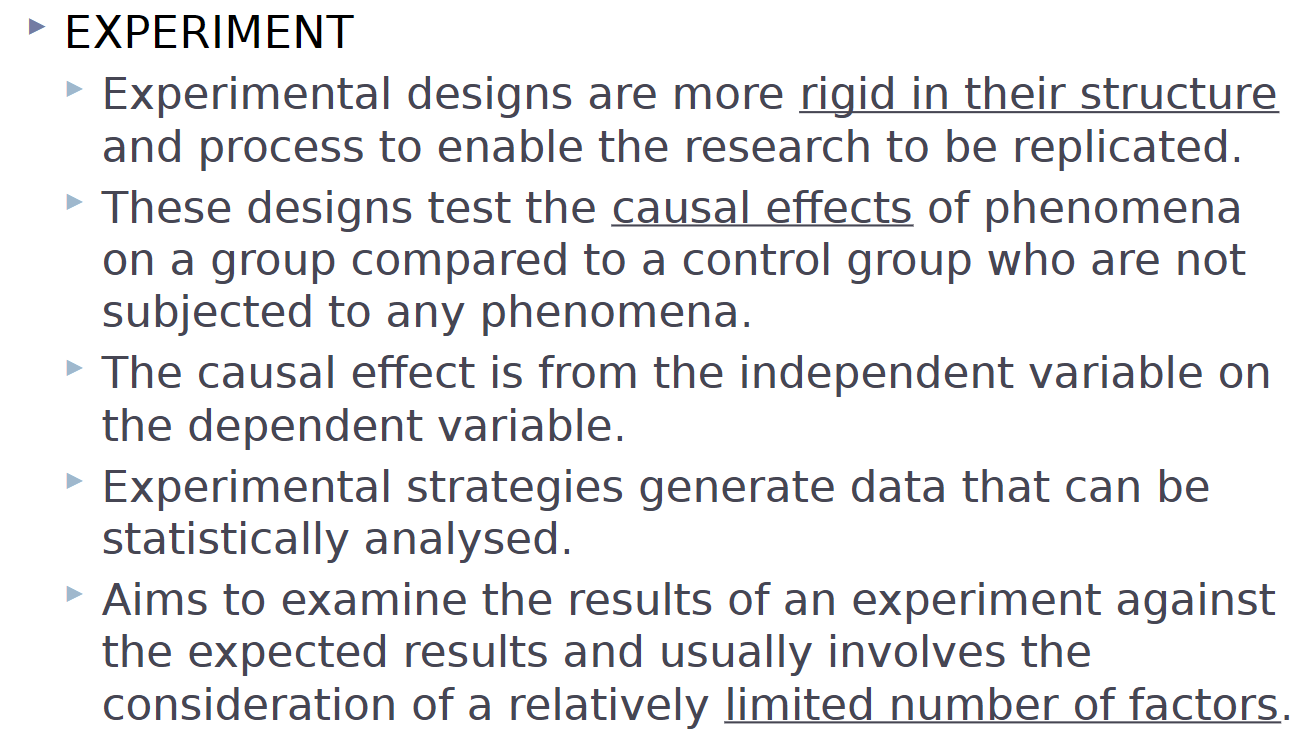 EXPERIMENT
Experimental designs are more rigid in their structure
and process to enable the research to be replicated.
These designs test the causal effects of phenomena
on a group compared to a control group who are not
subjected to any phenomena.
The causal effect is from the independent variable on
the dependent variable.
Experimental strategies generate data that can be
statistically analysed.
Aims to examine the results of an experiment against
the expected results and usually involves the
consideration of a relatively limited number of factors.